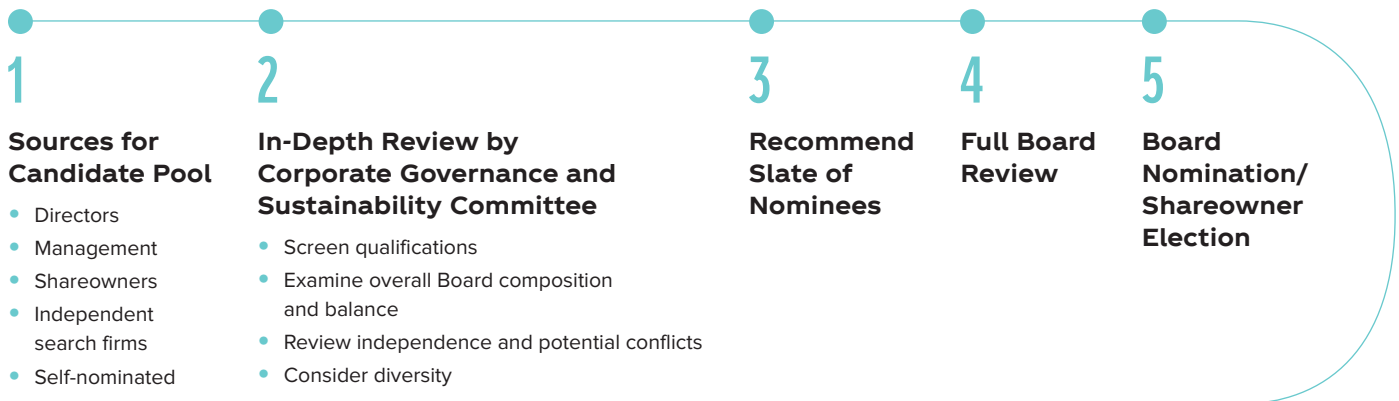 1
Sources for
Candidate Pool
• Directors
• Management
• Shareowners
• Independent
search firms
• Self-nominated
2
In-Depth Review by
Corporate Governance and
Sustainability Committee
• Screen qualifications
• Examine overall Board composition
and balance
• Review independence and potential conflicts
• Consider diversity
3
Recommend
Slate of
Nominees
4
Full Board
Review
5
Board
Nomination/
Shareowner
Election